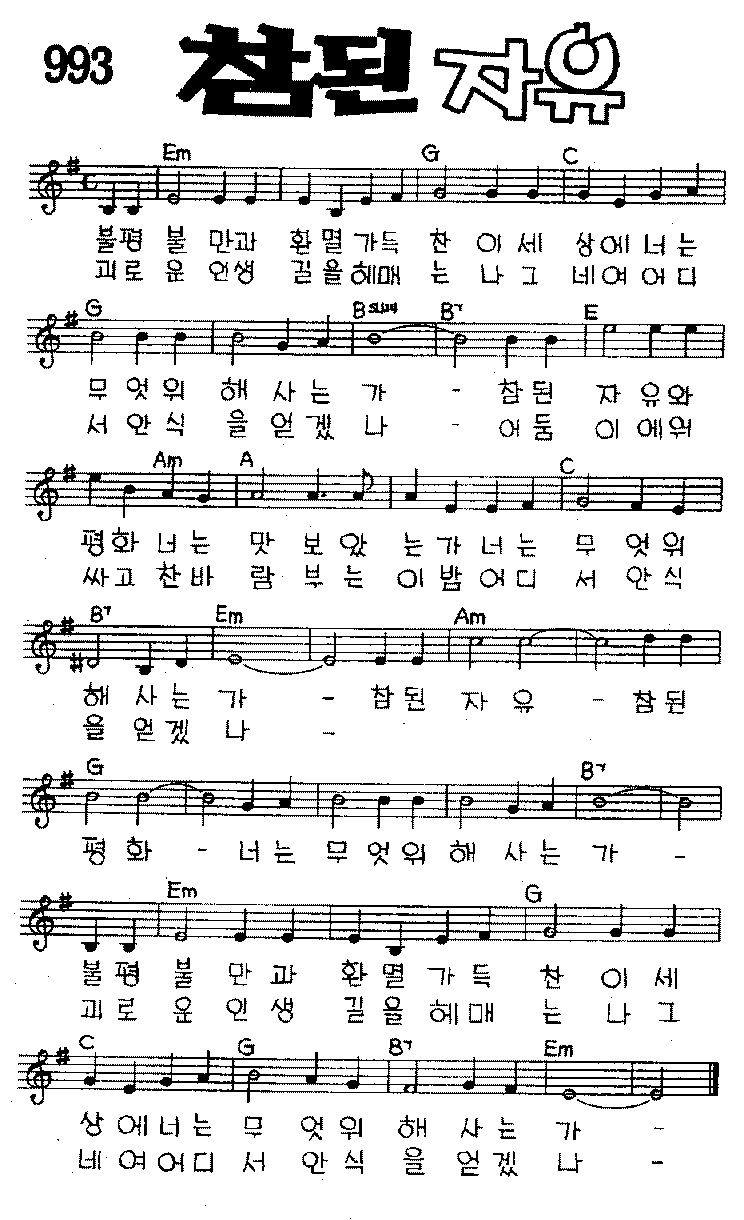 993 참된 자유
Em G C
불평 불 만과 환멸가득 찬 이 세 상에너는
괴로 운 인생 길을헤매 는 나 그 네여어디
G Bsus4 B7 E
무 엇 위 해 사 는 가 - 참 된 자 유와
서 안 식 을 얻 겠 나 - 어 둠 이 에워
Am A C
평화 너는 맛 보 았 는가너는 무 엇 위
싸고 찬바 람 부 는 이밤어디 서 안 식
B7 Em Am
해 사 는 가 - 참 된 자 유 - 참 된
을 얻 겠 나 -
G B7
평 화 - 너 는 무 엇 위 해 사 는 가 -
Em G
불평 불 만 과 환 멸 가 득 찬 이 세
괴로 운 인 생 길 을 헤 매 는 나 그
C G B7 Em
상 에 너 는 무 엇 위 해 사 는 가 -
네 여 어 디 서 안 식 을 얻 겠 나 -